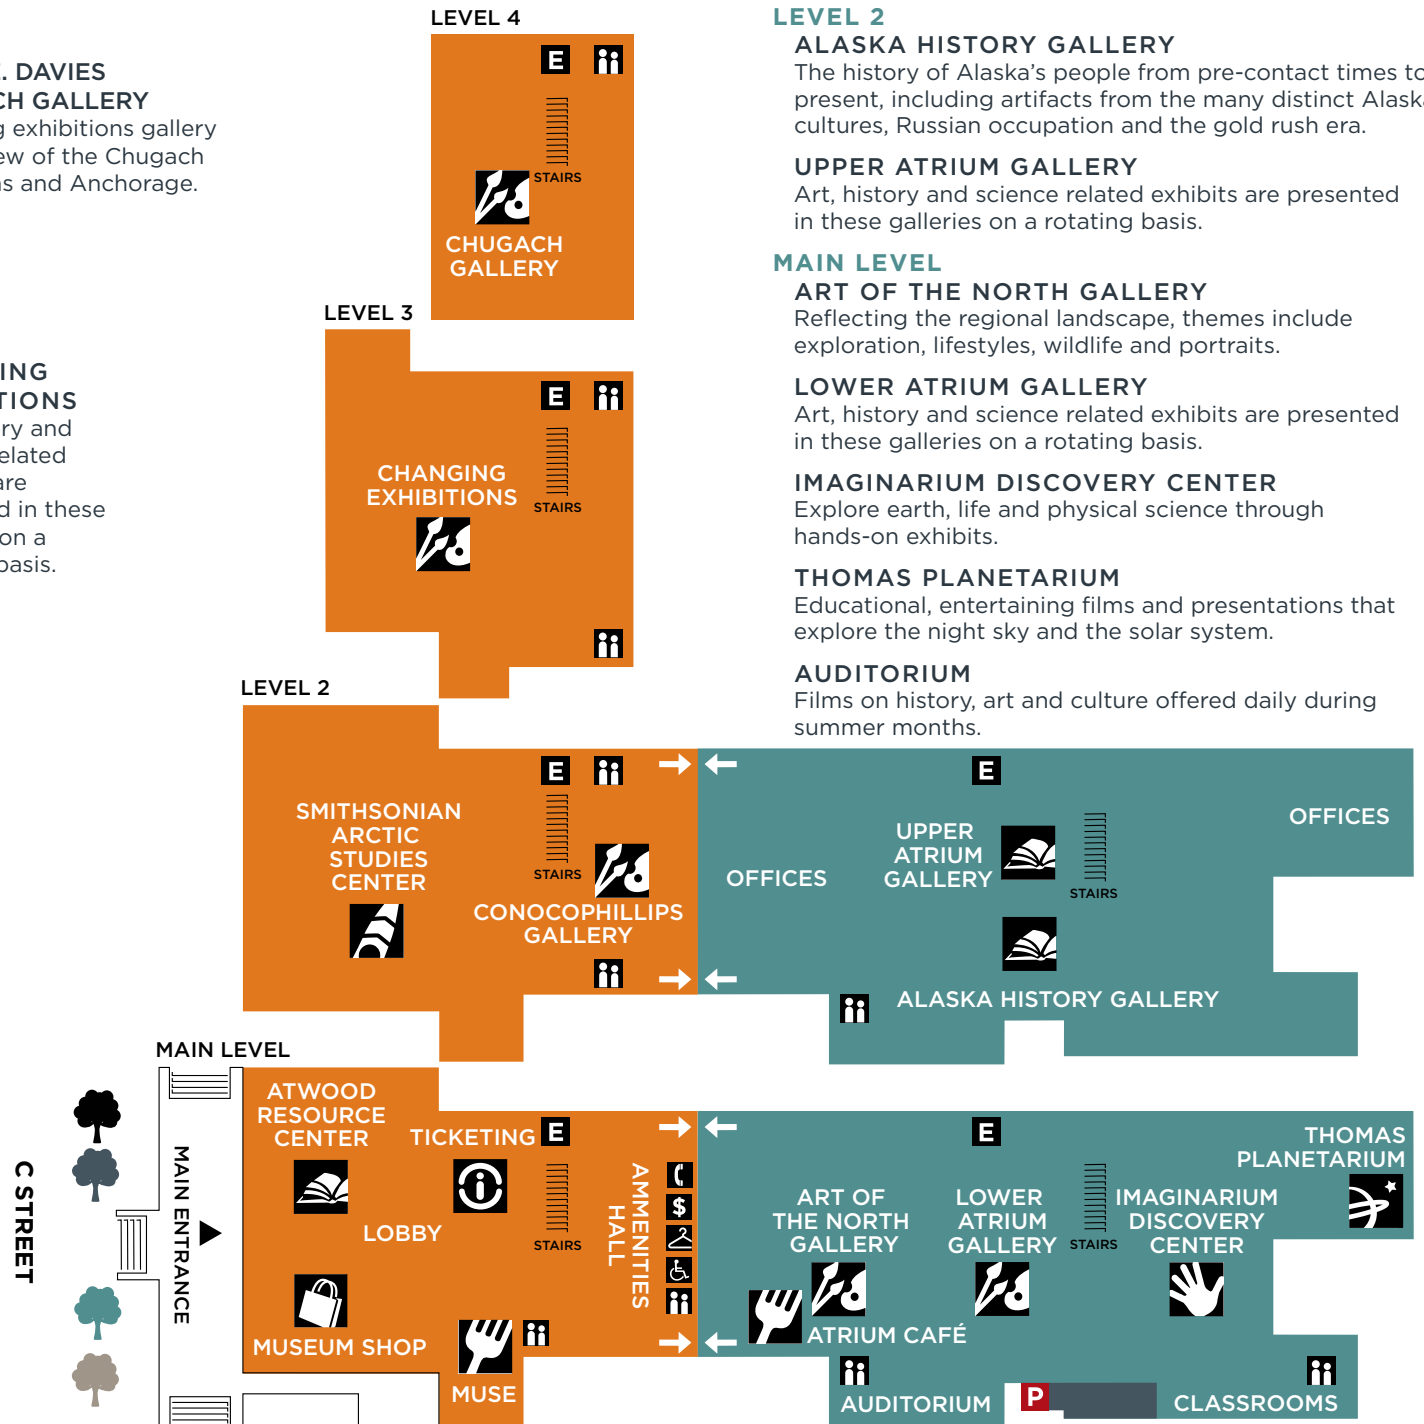 LEVEL 4
E
STAIRS
CHUGACH
GALLERY
. DAVIES
CH GALLERY
exhibitions gallery
ew of the Chugach
and Anchorage.
LEVEL 3
E
CHANGING
EXHIBITIONS
STAIRS
ING
TIONS
ry and
elated
are
d in these
on a
basis.
LEVEL 2
ALASKA HISTORY GALLERY
The history of Alaska's people from pre-contact times to
present, including artifacts from the many distinct Alaska
cultures, Russian occupation and the gold rush era.
UPPER ATRIUM GALLERY
Art, history and science related exhibits are presented
in these galleries on a rotating basis.
MAIN LEVEL
ART OF THE NORTH GALLERY
Reflecting the regional landscape, themes include
exploration, lifestyles, wildlife and portraits.
LOWER ATRIUM GALLERY
Art, history and science related exhibits are presented
in these galleries on a rotating basis.
IMAGINARIUM DISCOVERY CENTER
Explore earth, life and physical science through
hands-on exhibits.
THOMAS PLANETARIUM
Educational, entertaining films and presentations that
explore the night sky and the solar system.
AUDITORIUM
Films on history, art and culture offered daily during
summer months.
LEVEL 2
SMITHSONIAN
ARCTIC
STUDIES
CENTER
E
STAIRS
CONOCOPHILLIPS
GALLERY
OFFICES
E
UPPER
ATRIUM
GALLERY
STAIRS
OFFICES
ALASKA HISTORY GALLERY
MAIN LEVEL
C STREET
MAIN ENTRANCE
ATWOOD
RESOURCE
CENTER
TICKETING
E
LOBBY
STAIRS
AMMENITIES
HALL
$
MUSEUM SHOP
MUSE
E
ART OF
THE NORTH
GALLERY
LOWER
ATRIUM
GALLERY
STAIRS
IMAGINARIUM
DISCOVERY
CENTER
THOMAS
PLANETARIUM
ATRIUM CAFÉ
AUDITORIUM
P
CLASSROOMS